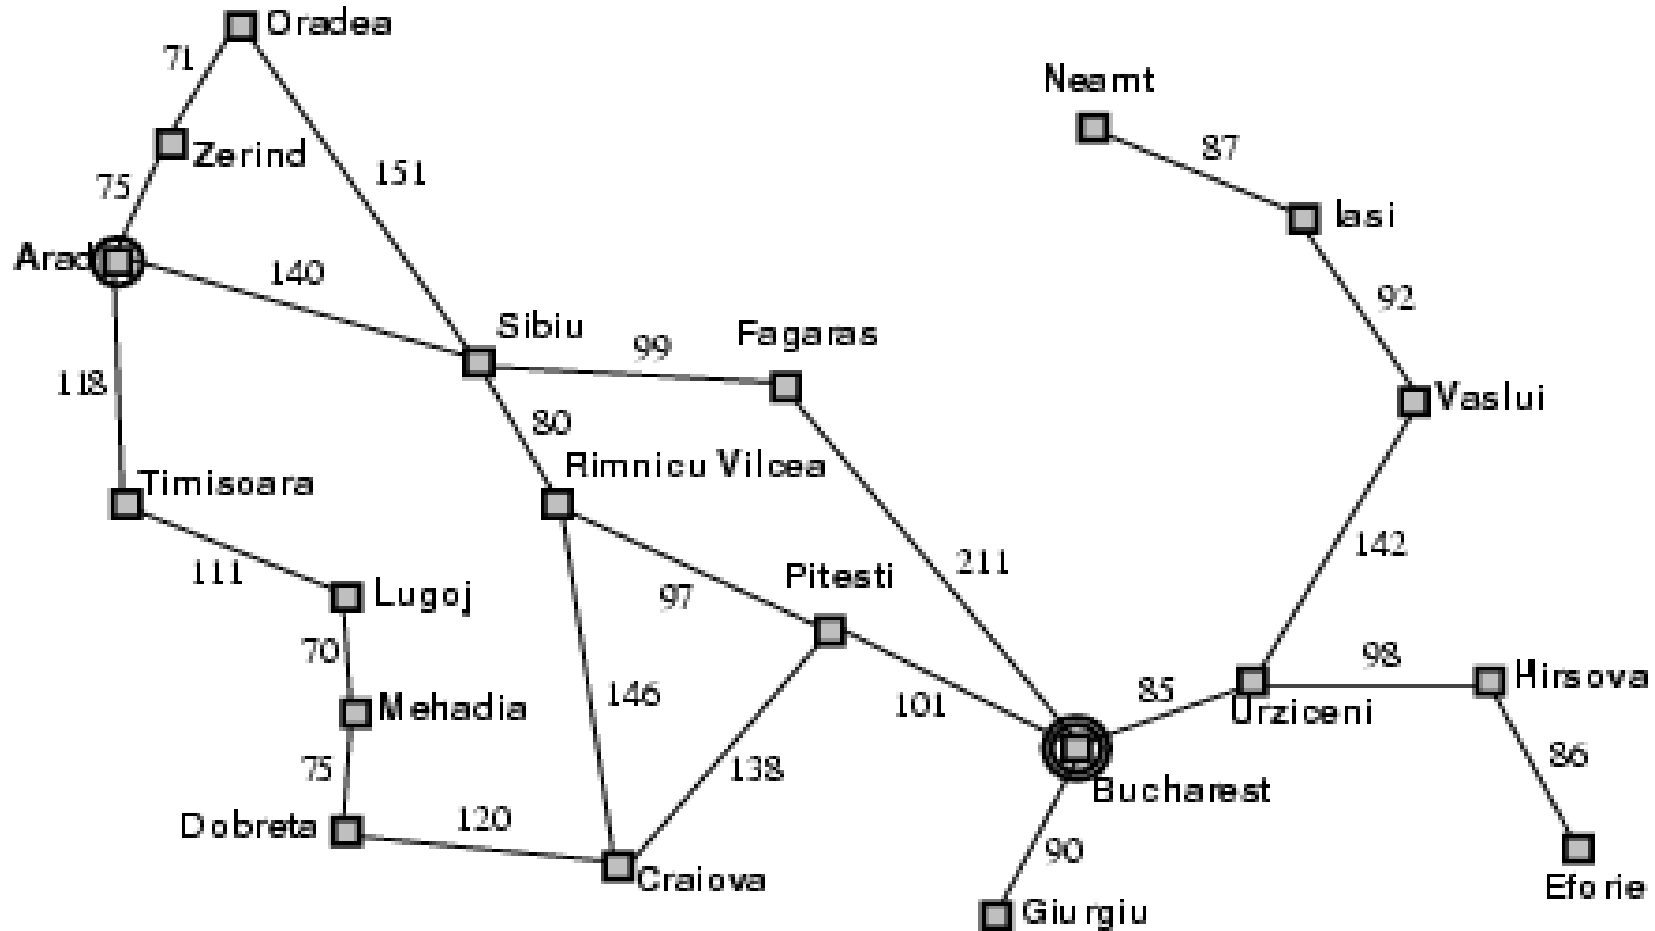 Oradea
71
Neamt
Zerind
87
151
75
Iasi
Arad
140
92
Sibiu
Fagaras
99
118
Vaslui
80
Rimnicu Vilcea
Timisoara
142
211
111
Pitesti
Lugoj
97
70
98
Hirsova
146
85
101
Mehadia
Urziceni
75
138
86
Bucharest
Dobreta
120
90
Craiova
Eforie
Giurgiu